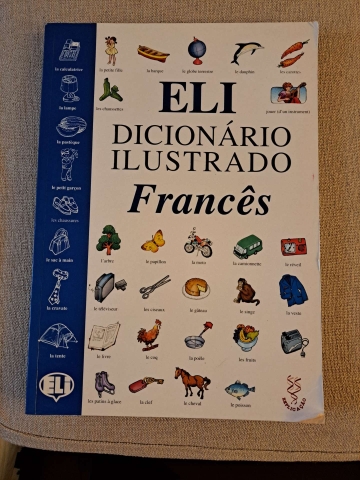 la calculatrice
la petite fille
la barque
le globe terrestre
le dauphin
les carottes
la lampe
les chaussettes
ELI
jouer (d'un instrument)
DICIONÁRIO
la pastèque
ILUSTRADO
le petit garçon
Francês
les chaussures
le sac à main
l'arbre
le papillon
la moto
la camionnette
le réveil
la cravate
le téléviseur
les ciseaux
le gâteau
le singe
la veste
la tente
le livre
le coq
la poêle
les fruits
ELI
les patins à glace
la clef
le cheval
le poisson